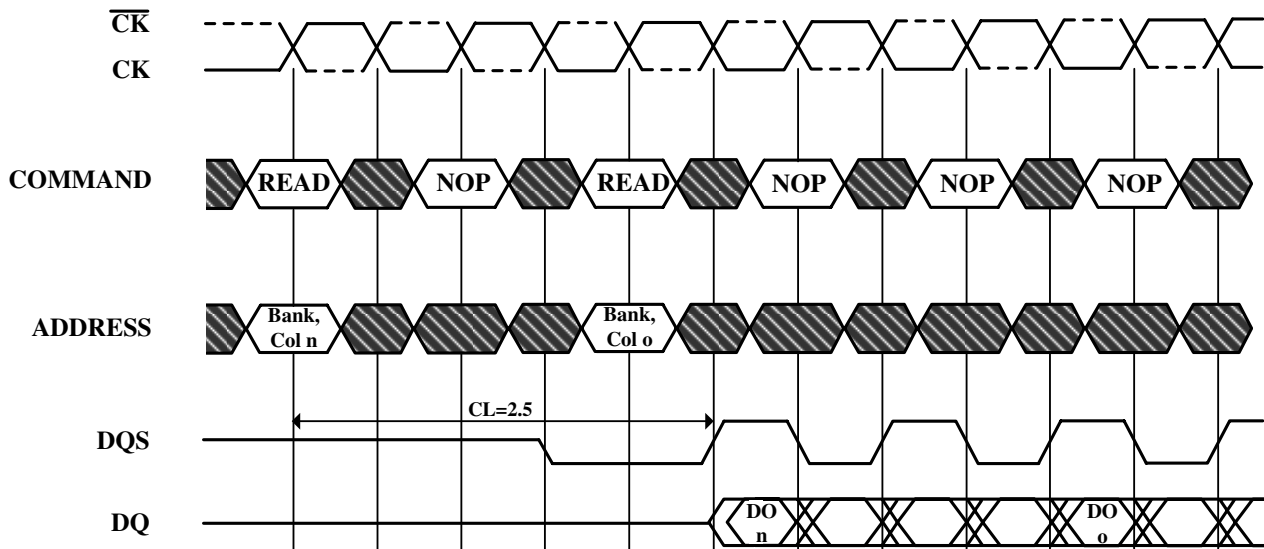 CK
CK
COMMAND
READ
NOP
READ
NOP
NOP
NOP
ADDRESS
Bank,
Col n
Bank,
Col o
CL=2.5
DQS
DQ
DO
n
DO
o